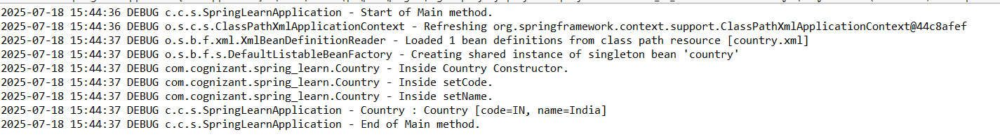 2025-07-18 15:44:36 DEBUG c.c.s.SpringLearnApplication - Start of Main method.
2025-07-18 15:44:36 DEBUG o.s.c.s.ClassPathXmlApplicationContext - Refreshing org.springframework.context.support.ClassPathXmlApplicationContext@44c8afef
2025-07-18 15:44:37 DEBUG o.s.b.f.xml.XmlBeanDefinitionReader - Loaded 1 bean definitions from class path resource [country.xml]
2025-07-18 15:44:37 DEBUG o.s.b.f.s.DefaultListableBeanFactory - Creating shared instance of singleton bean 'country'
2025-07-18 15:44:37 DEBUG com.cognizant.spring_learn.Country - Inside Country Constructor.
2025-07-18 15:44:37 DEBUG com.cognizant.spring_learn.Country - Inside setCode.
2025-07-18 15:44:37 DEBUG com.cognizant.spring_learn.Country - Inside setName.
2025-07-18 15:44:37 DEBUG c.c.s.SpringLearnApplication - Country : Country [code=IN, name=India]
2025-07-18 15:44:37 DEBUG c.c.s.SpringLearnApplication - End of Main method.